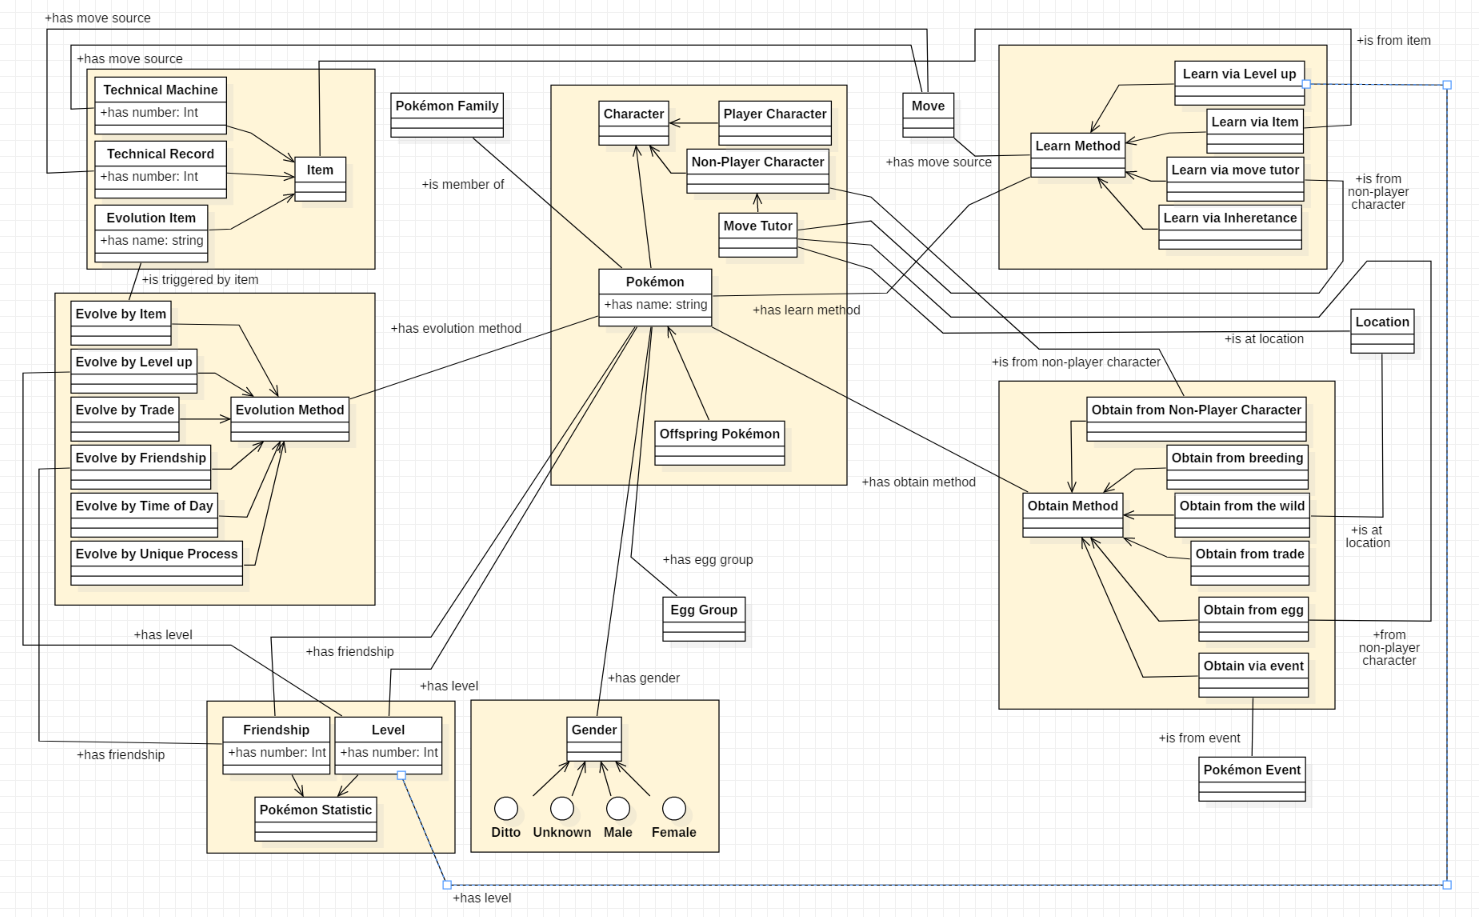 +has move source
+has move source
+is from item
Technical Machine
+has number: Int
Technical Record
+has number: Int
Evolution Item
+has name: string
Item
Pokémon Family
+is member of
Character
Player Character
Non-Player Character
Move Tutor
Pokémon
+has name: string
Offspring Pokémon
Move
+has move source
Learn Method
Learn via Level up
Learn via Item
Learn via move tutor
Learn via Inheretance
+is from
non-player
character
+is triggered by item
Evolve by Item
Evolve by Level up
Evolve by Trade
Evolve by Friendship
Evolve by Time of Day
Evolve by Unique Process
Evolution Method
+has evolution method
+has learn method
Location
+is at location
+is from non-player character
Obtain from Non-Player Character
Obtain from breeding
Obtain Method
Obtain from the wild
Obtain from trade
Obtain from egg
Obtain via event
+has obtain method
+is at
location
+from
non-player
character
+has egg group
Egg Group
+has level
+has friendship
+has level
+has gender
+has friendship
Friendship
+has number: Int
Level
+has number: Int
Pokémon Statistic
Gender
Ditto
Unknown
Male
Female
+is from event
Pokémon Event
+has level